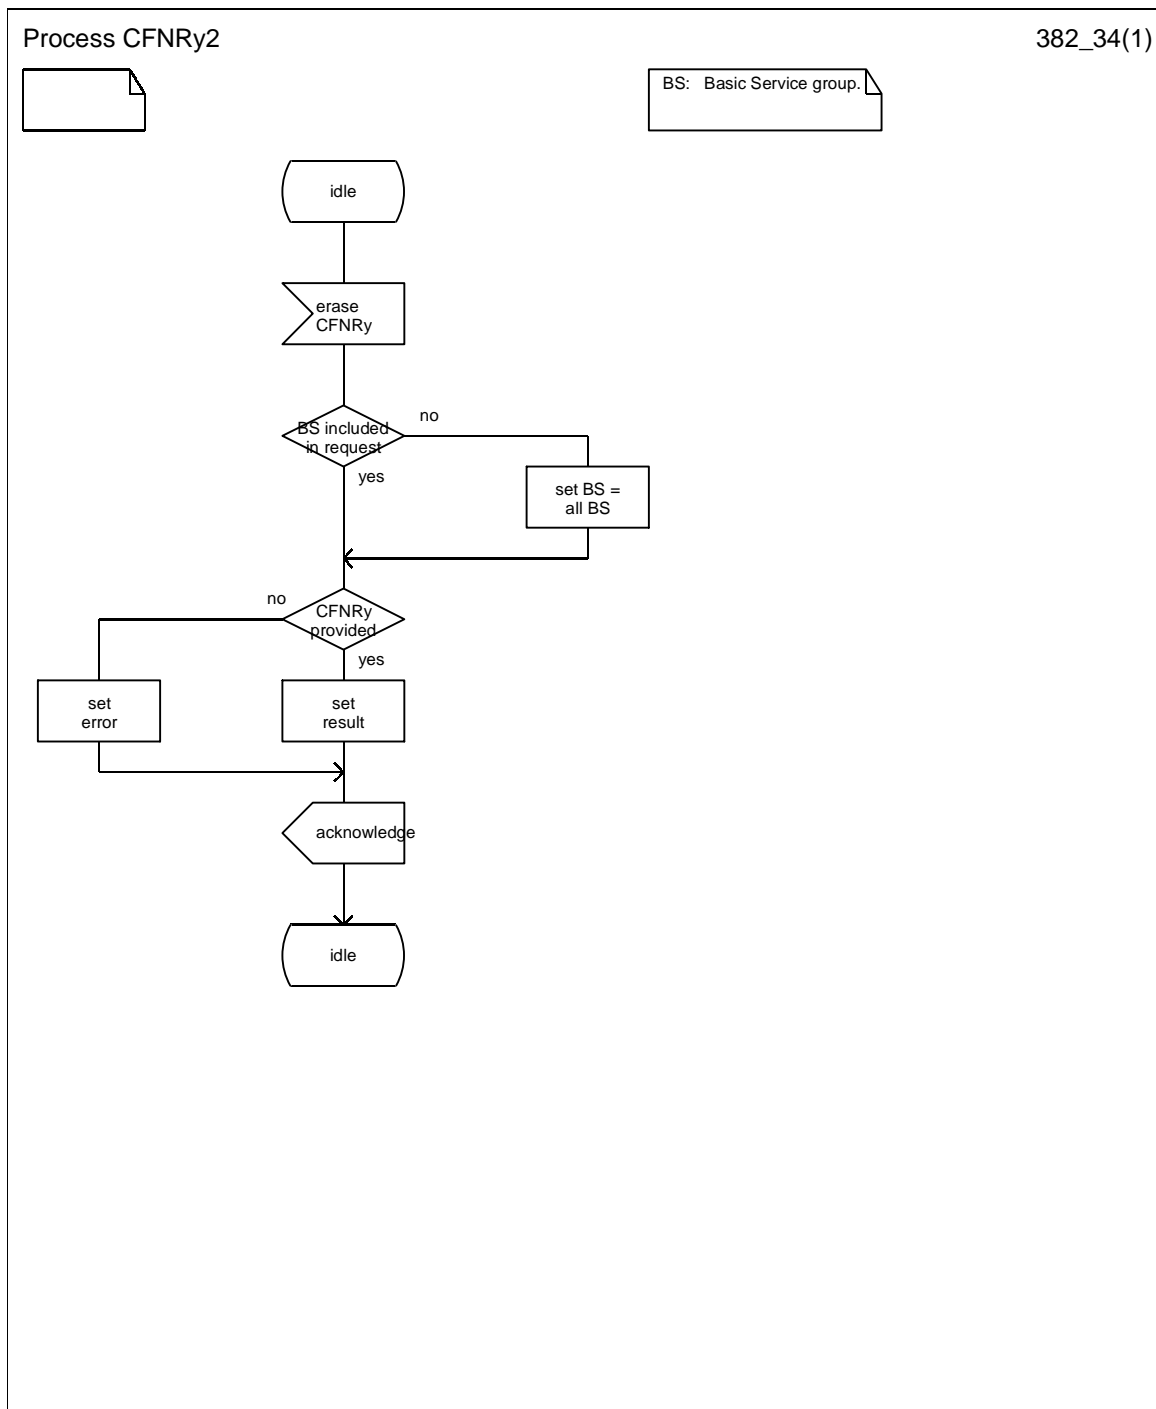 Process CFNRy2
382_34(1)
BS: Basic Service group.
idle
erase
CFNRy
BS included
in request
no
yes
set BS =
all BS
no
CFNRy
provided
yes
set
error
set
result
acknowledge
idle